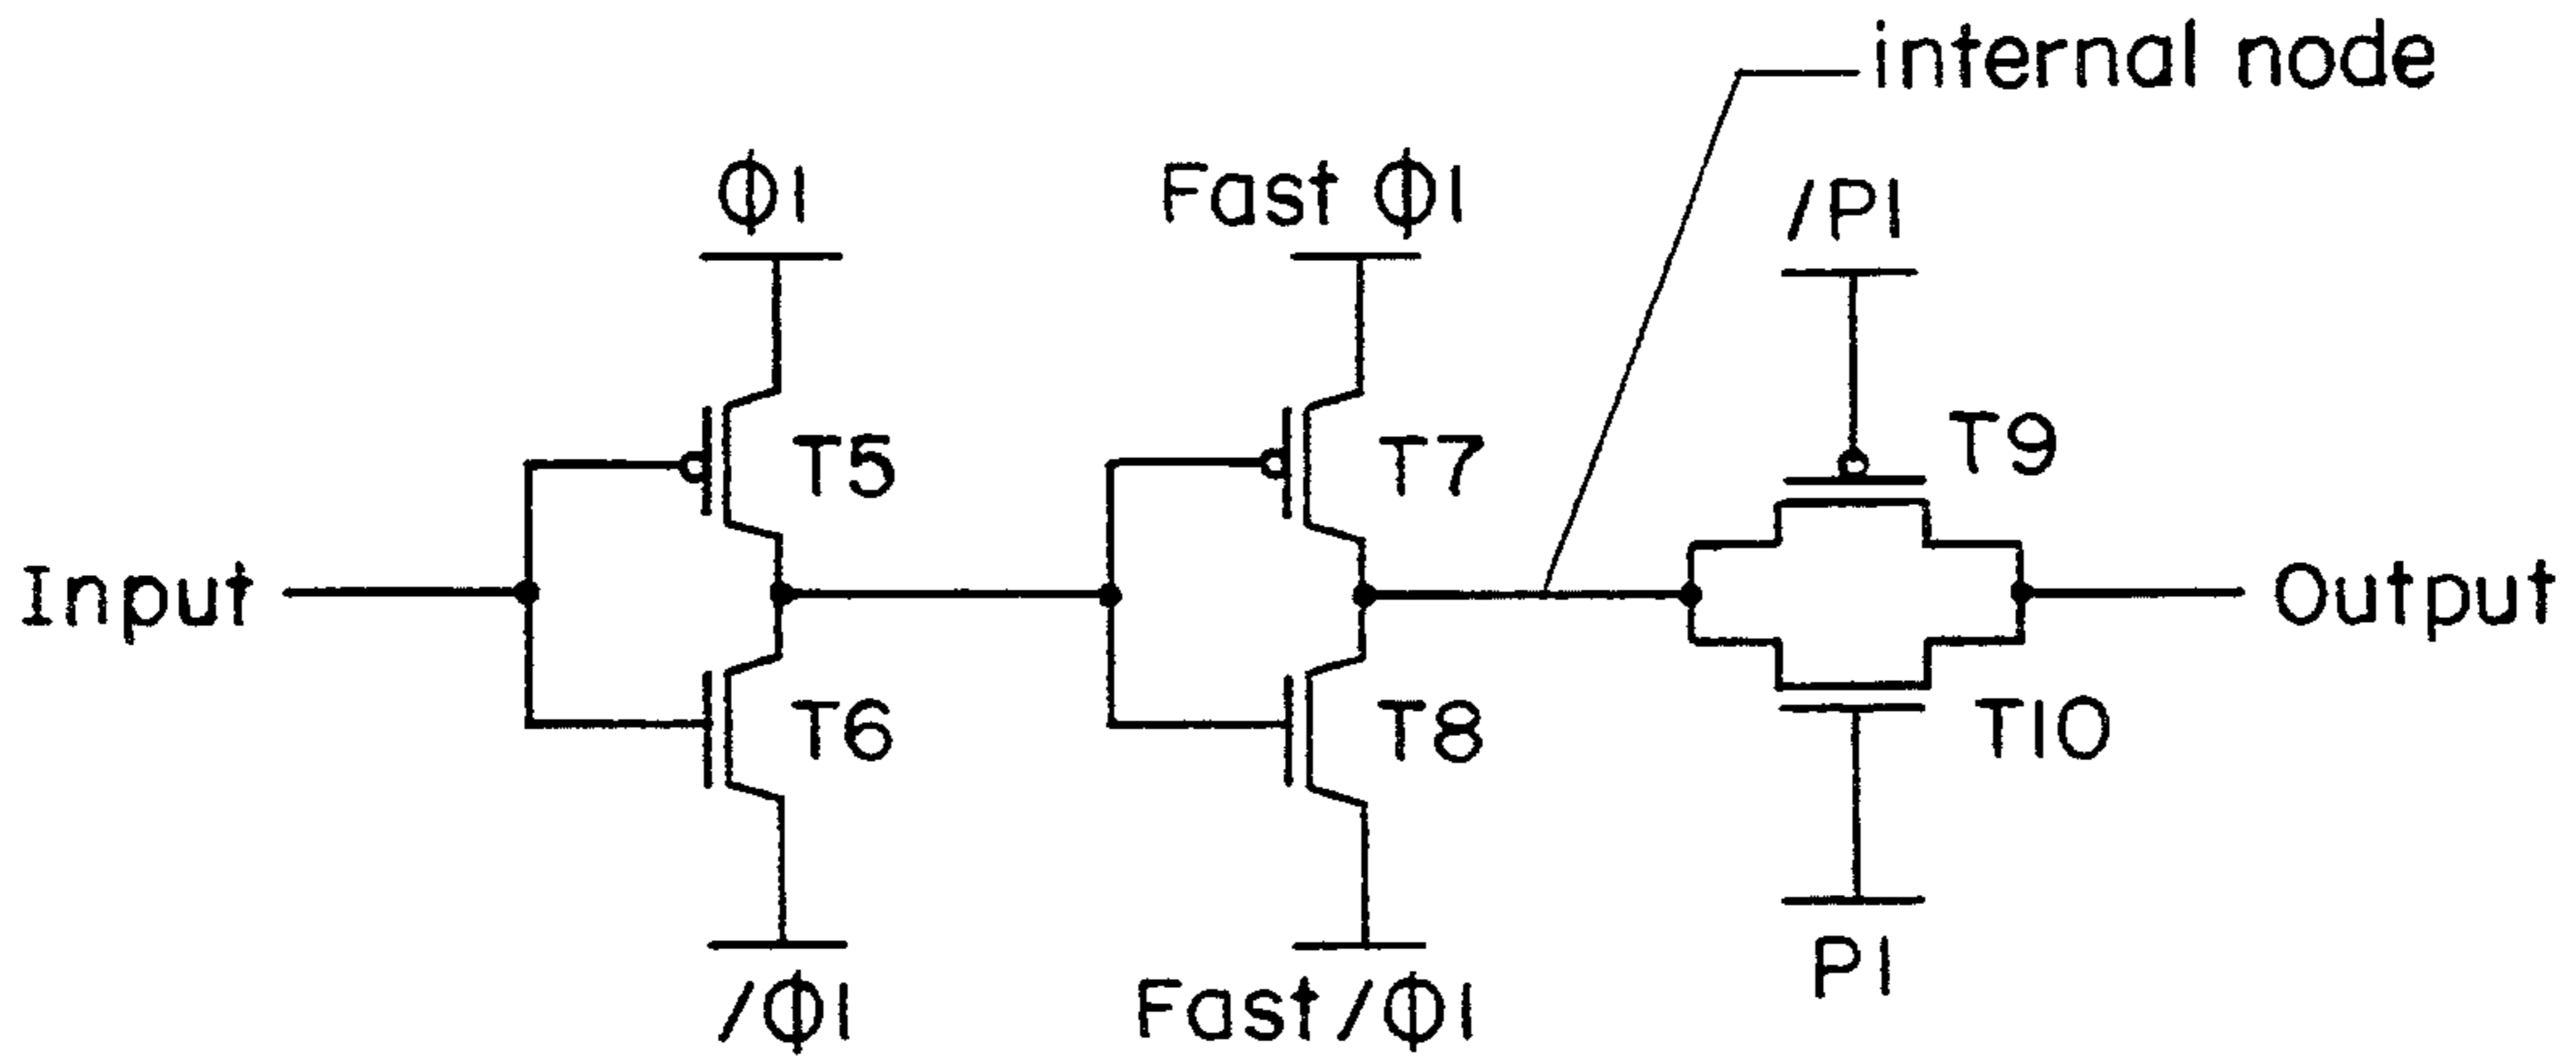 internal node
Φ1
Fast Φ1
/P1
T5
T7
T9
Input
Output
T6
T8
T10
/Φ1
Fast/Φ1
P1